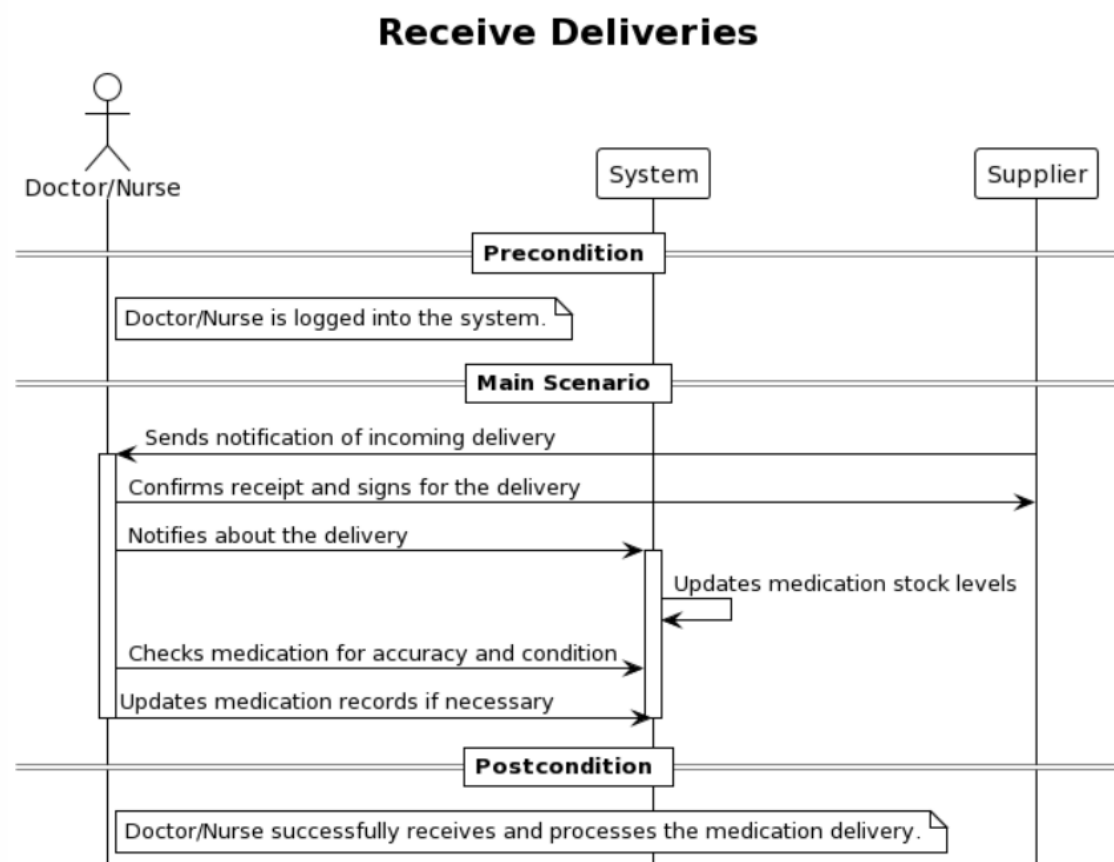 Receive Deliveries
Doctor/Nurse
System
Supplier
Precondition
Doctor/Nurse is logged into the system.
Main Scenario
Sends notification of incoming delivery
Confirms receipt and signs for the delivery
Notifies about the delivery
Updates medication stock levels
Checks medication for accuracy and condition
Updates medication records if necessary
Postcondition
Doctor/Nurse successfully receives and processes the medication delivery.